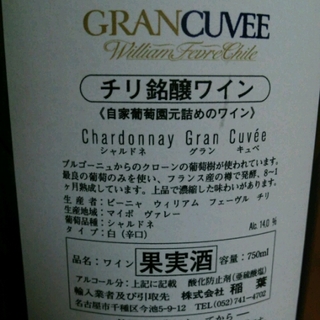 GRAN CUVEE
William Fevre Chile
チリ銘醸ワイン
〈自家葡萄園元詰めのワイン〉
Chardonnay Gran Cuvée
シャルドネ グラン キュベ
ブルゴーニュからのクローンの葡萄樹が使われています。
最良の葡萄のみを使い、フランス産の樽で発酵、8~1
ヶ月熟成しています。上品で濃縮した味わいがあります。
生産者:ビーニャ ウィリアム フェーヴル チリ
生産地域:マイポ ヴァレー
葡萄品種:シャルドネ
タイプ:白(辛口) Alc 14.0 %
品名:ワイン 果実酒 容量:750ml
アルコール分:上記に記載 酸化防止剤(亜硫酸塩)
輸入業者及び引取先 株式会社 稲葉
名古屋市千種区今池5-9-12 TEL(052)741-4702